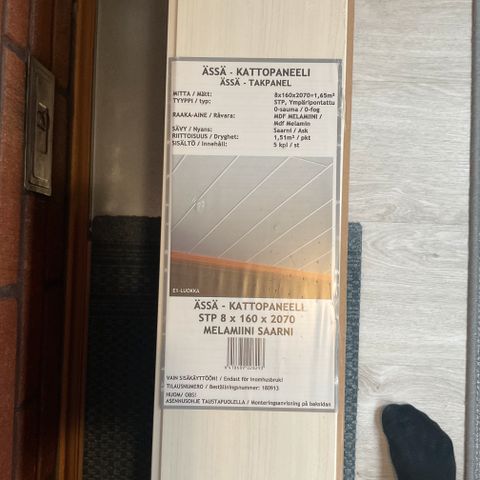 ÄSSÄ - KATTOPANEELI
ÄSSÄ - TAKPANEL
MITTA / Mått: 8x160x2070=1,65m²
TYYPPI / typ: STP, Ympäripontattu
0-sauma / 0-fog
RAAKA-AINE / Råvara: MDF MELAMIINI /
Mdf Melamin
SÄVY / Nyans: Saarni / Ask
RIITTOISUUS / Dryghet: 1,51m² / pkt
SISÄLTÖ / Innehåll: 5 kpl / st
E1-LUOKKA
ÄSSÄ - KATTOPANEELI
STP 8 x 160 x 2070
MELAMIINI SAARNI
VAIN SISÄKÄYTTÖÖN! / Endast för inomhusbruk!
TILAUSNUMERO / Beställningsnummer: 180913
HUOM/ OBS!
ASENNUSOHJE TAUSTAPUOLELLA / Monteringsanvisning på baksidan